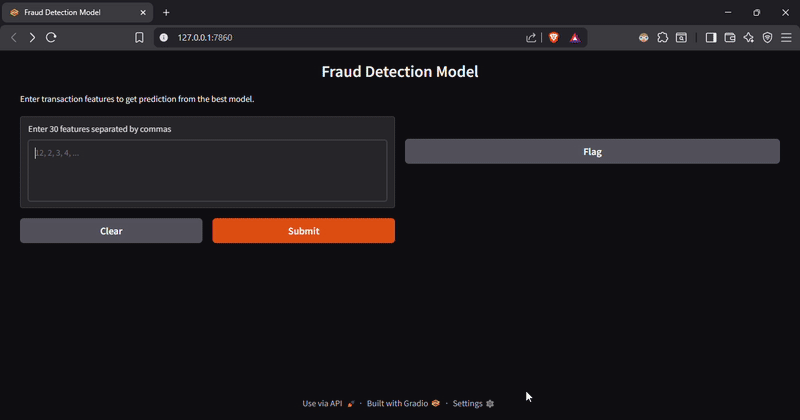 Fraud Detection Model
127.0.0.1:7860
Fraud Detection Model
Enter transaction features to get prediction from the best model.
Enter 30 features separated by commas
12, 2, 3, 4, ...
Flag
Clear
Submit
Use via API · Built with Gradio · Settings